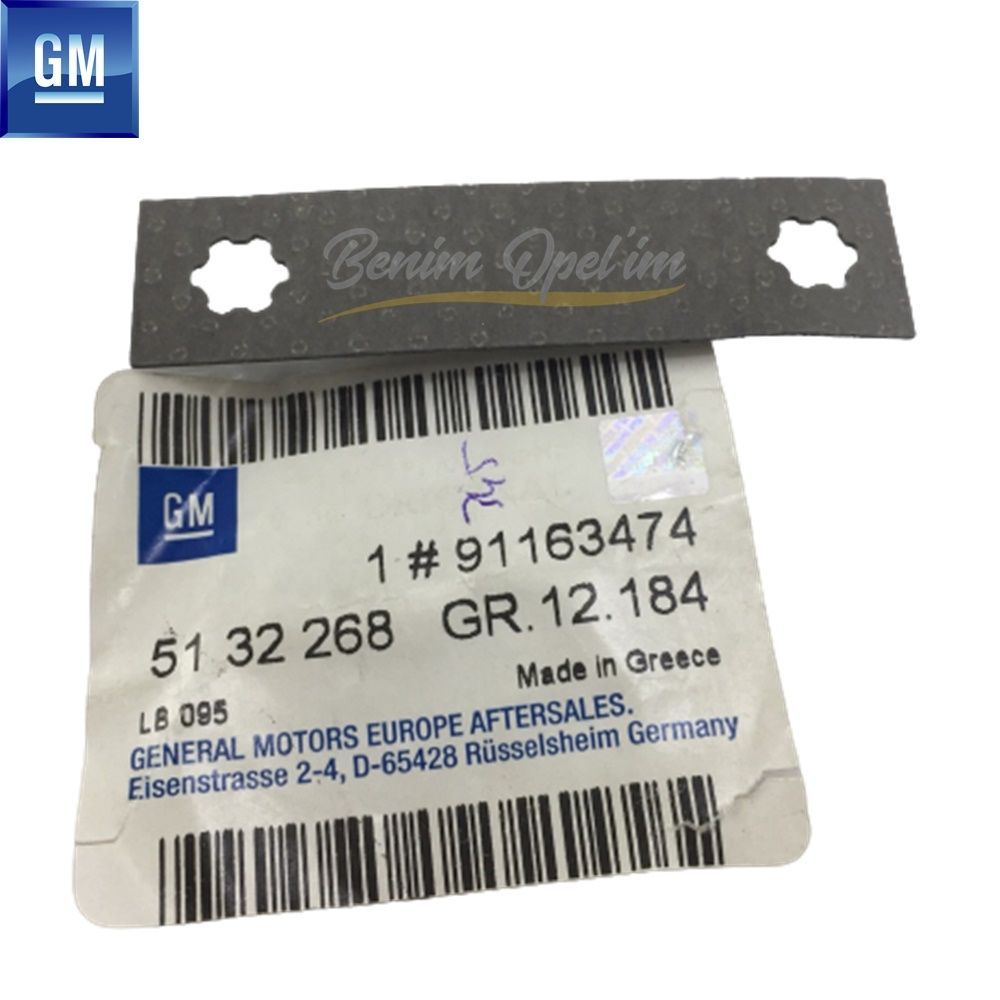 GM
Benim Opel'im
GM
1 # 91163474
51 32 268 GR.12.184
Made in Greece
LB 095
GENERAL MOTORS EUROPE AFTERSALES.
Eisenstrasse 2-4, D-65428 Rüsselsheim Germany